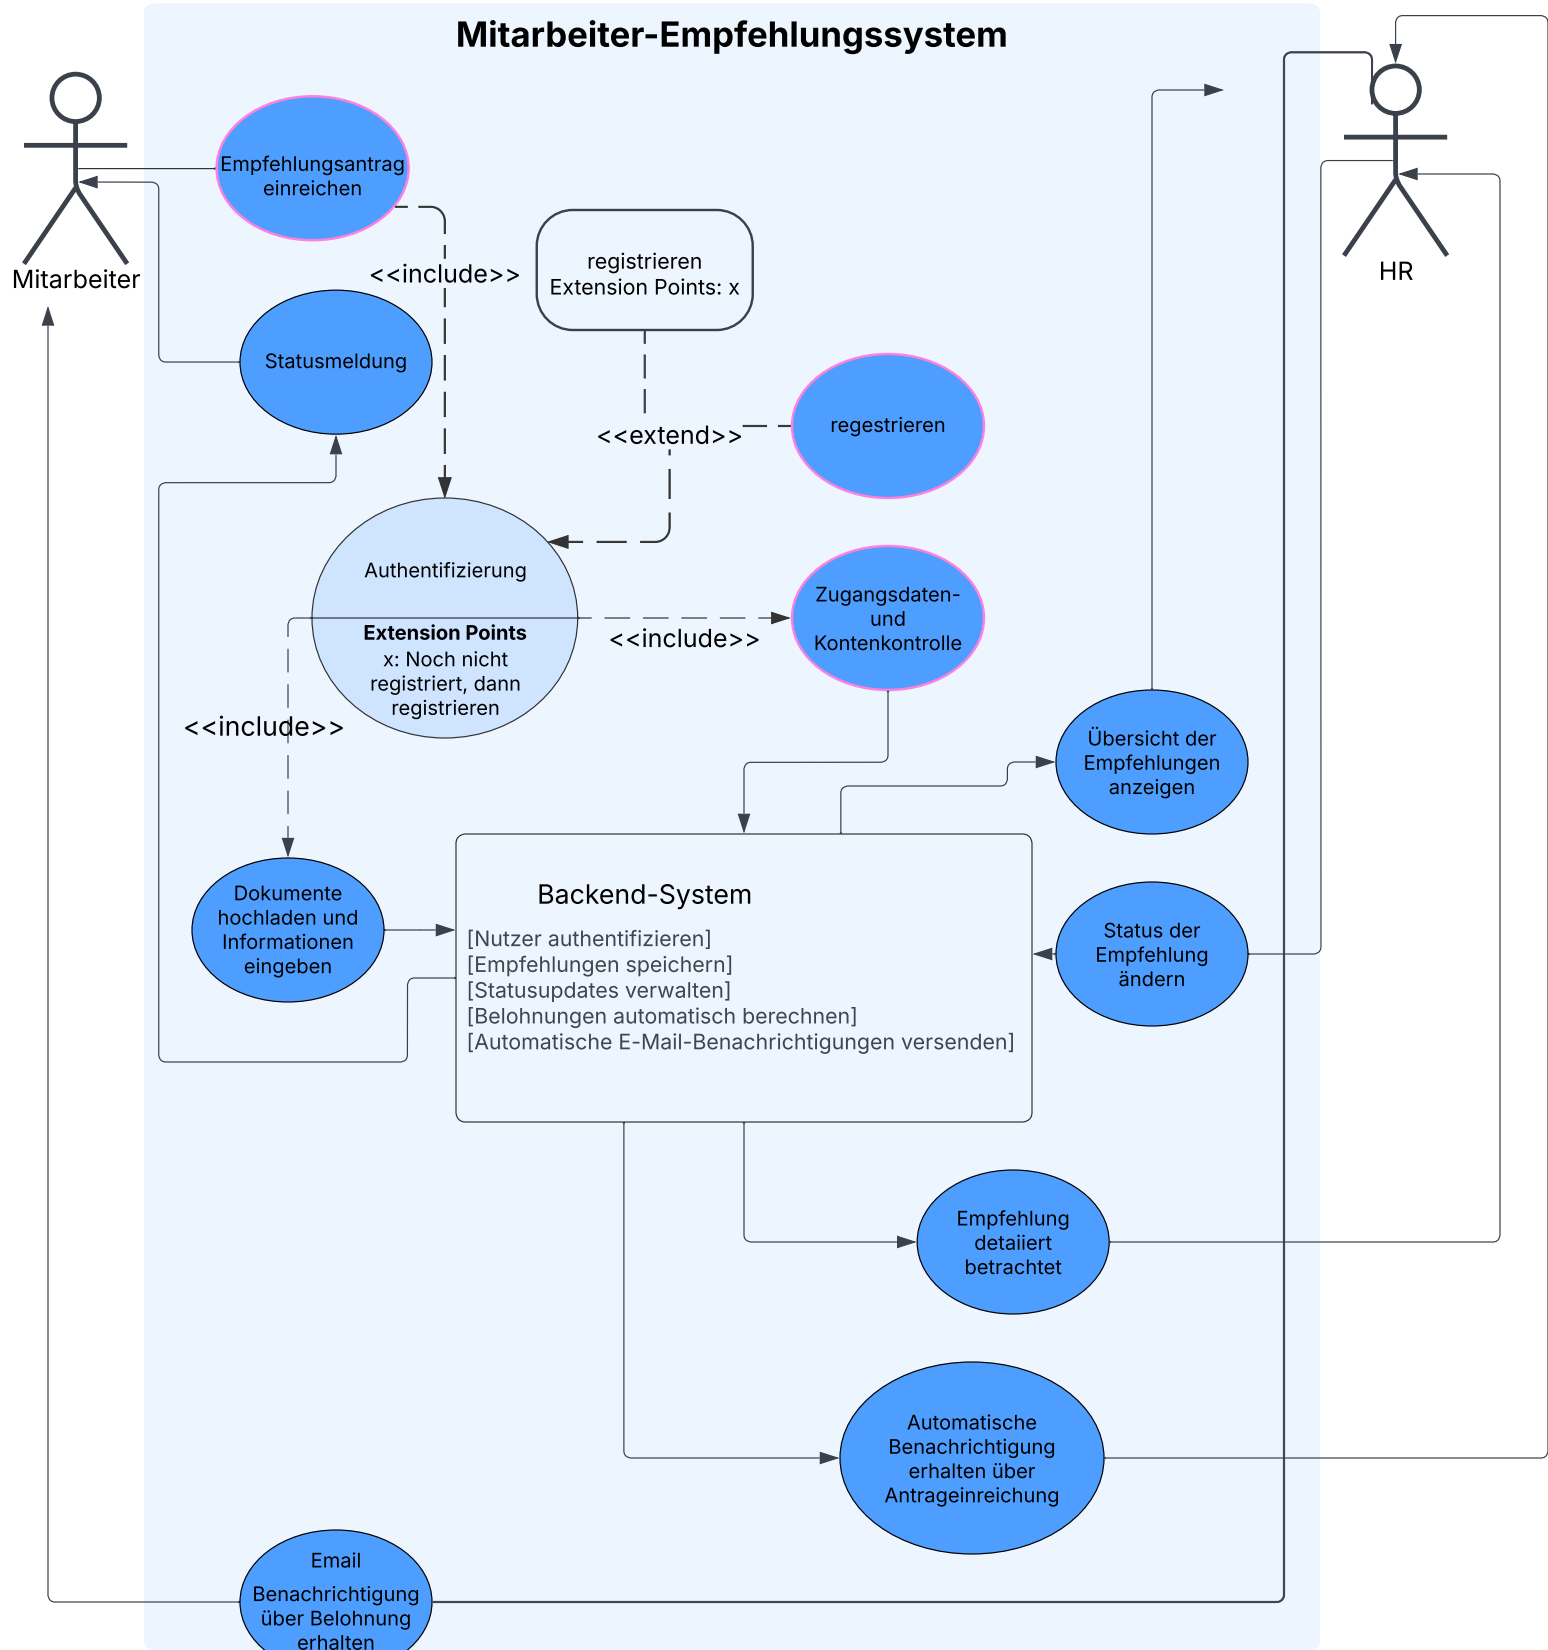 Mitarbeiter-Empfehlungssystem
Empfehlungsantrag
einreichen
Mitarbeiter
HR
<<include>>
registrieren
Extension Points: x
Statusmeldung
<<extend>>
regestrieren
Authentifizierung
Extension Points
x: Noch nicht
registriert, dann
registrieren
<<include>>
Zugangsdaten-
und
Kontenkontrolle
<<include>>
Übersicht der
Empfehlungen
anzeigen
Dokumente
hochladen und
Informationen
eingeben
Backend-System
[Nutzer authentifizieren]
[Empfehlungen speichern]
[Statusupdates verwalten]
[Belohnungen automatisch berechnen]
[Automatische E-Mail-Benachrichtigungen versenden]
Status der
Empfehlung
ändern
Empfehlung
detaiiert
betrachtet
Automatische
Benachrichtigung
erhalten über
Antrageinreichung
Email
Benachrichtigung
über Belohnung
erhalten